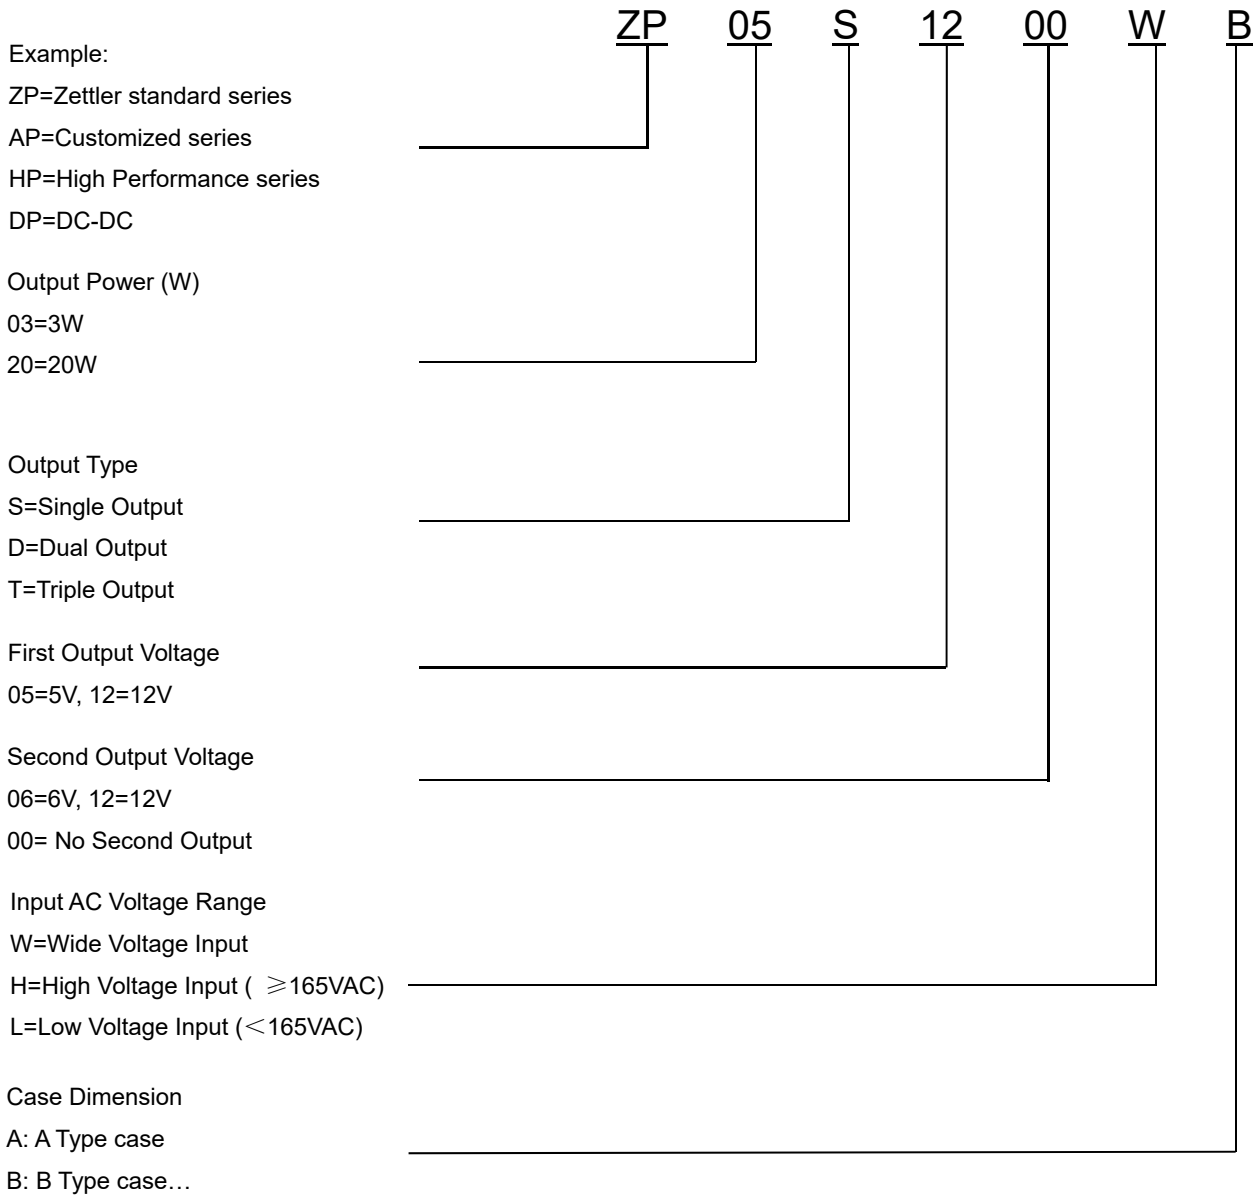 ZP 05 S 12 00 W B
Example:
ZP=Zettler standard series
AP=Customized series
HP=High Performance series
DP=DC-DC
Output Power (W)
03=3W
20=20W
Output Type
S=Single Output
D=Dual Output
T=Triple Output
First Output Voltage
05=5V, 12=12V
Second Output Voltage
06=6V, 12=12V
00= No Second Output
Input AC Voltage Range
W=Wide Voltage Input
H=High Voltage Input ( ≥165VAC)
L=Low Voltage Input (<165VAC)
Case Dimension
A: A Type case
B: B Type case…